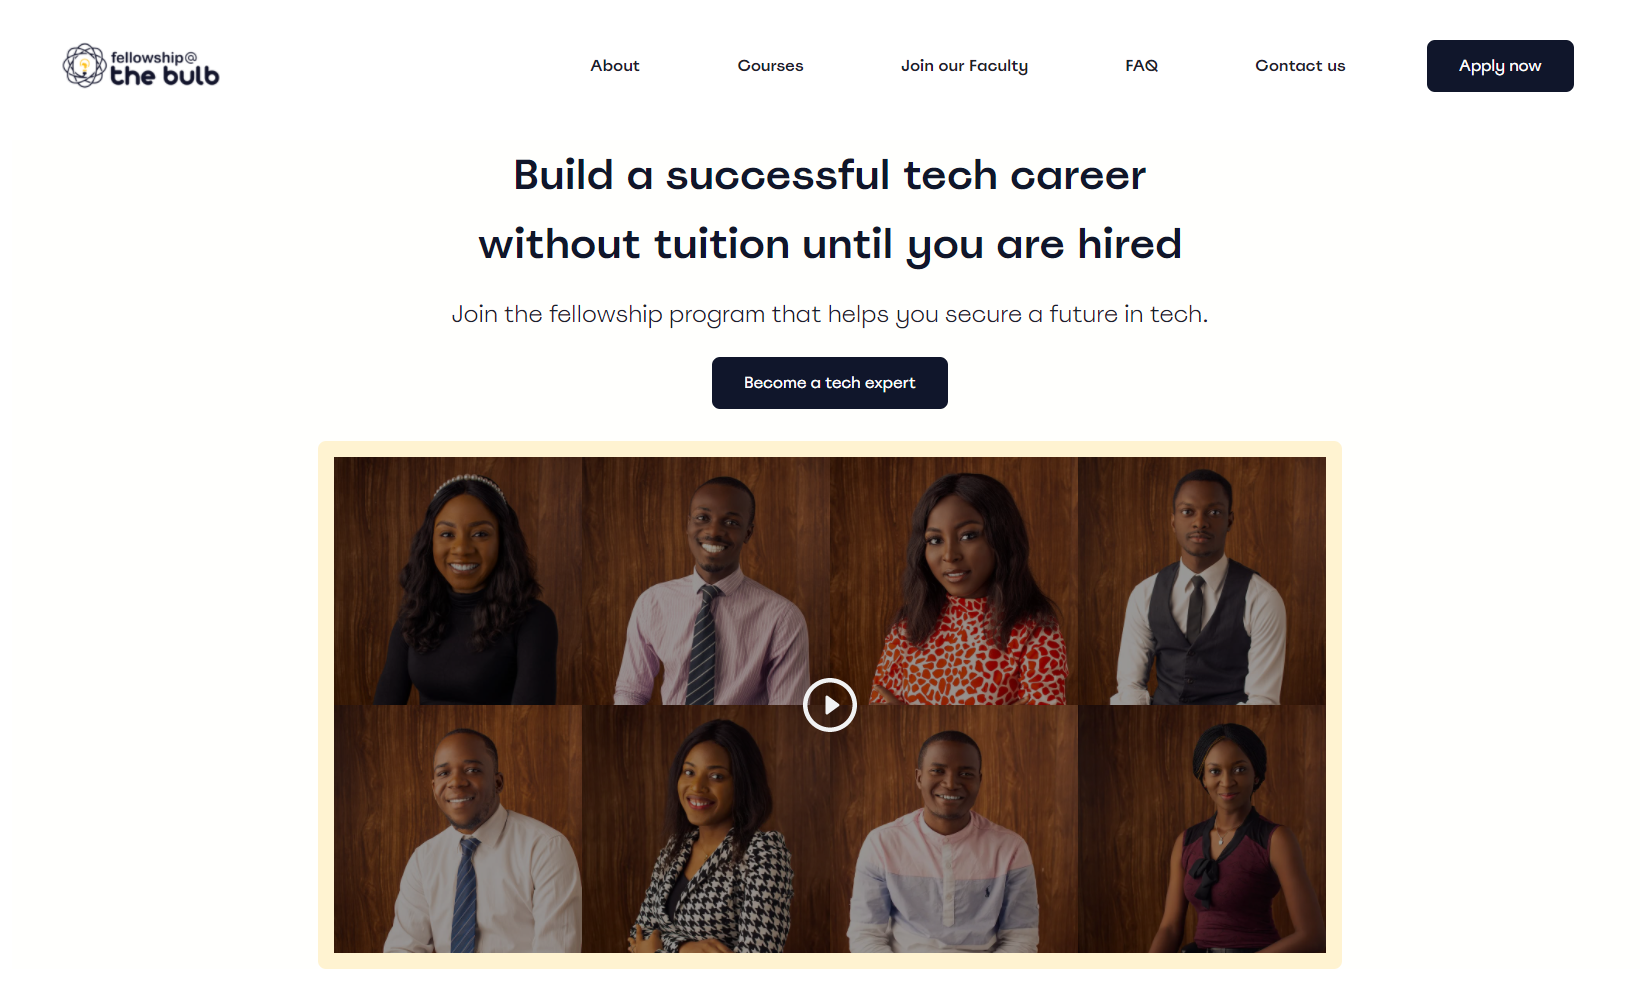 fellowship@
the bulb
About
Courses
Join our Faculty
FAQ
Contact us
Apply now
Build a successful tech career
without tuition until you are hired
Join the fellowship program that helps you secure a future in tech.
Become a tech expert